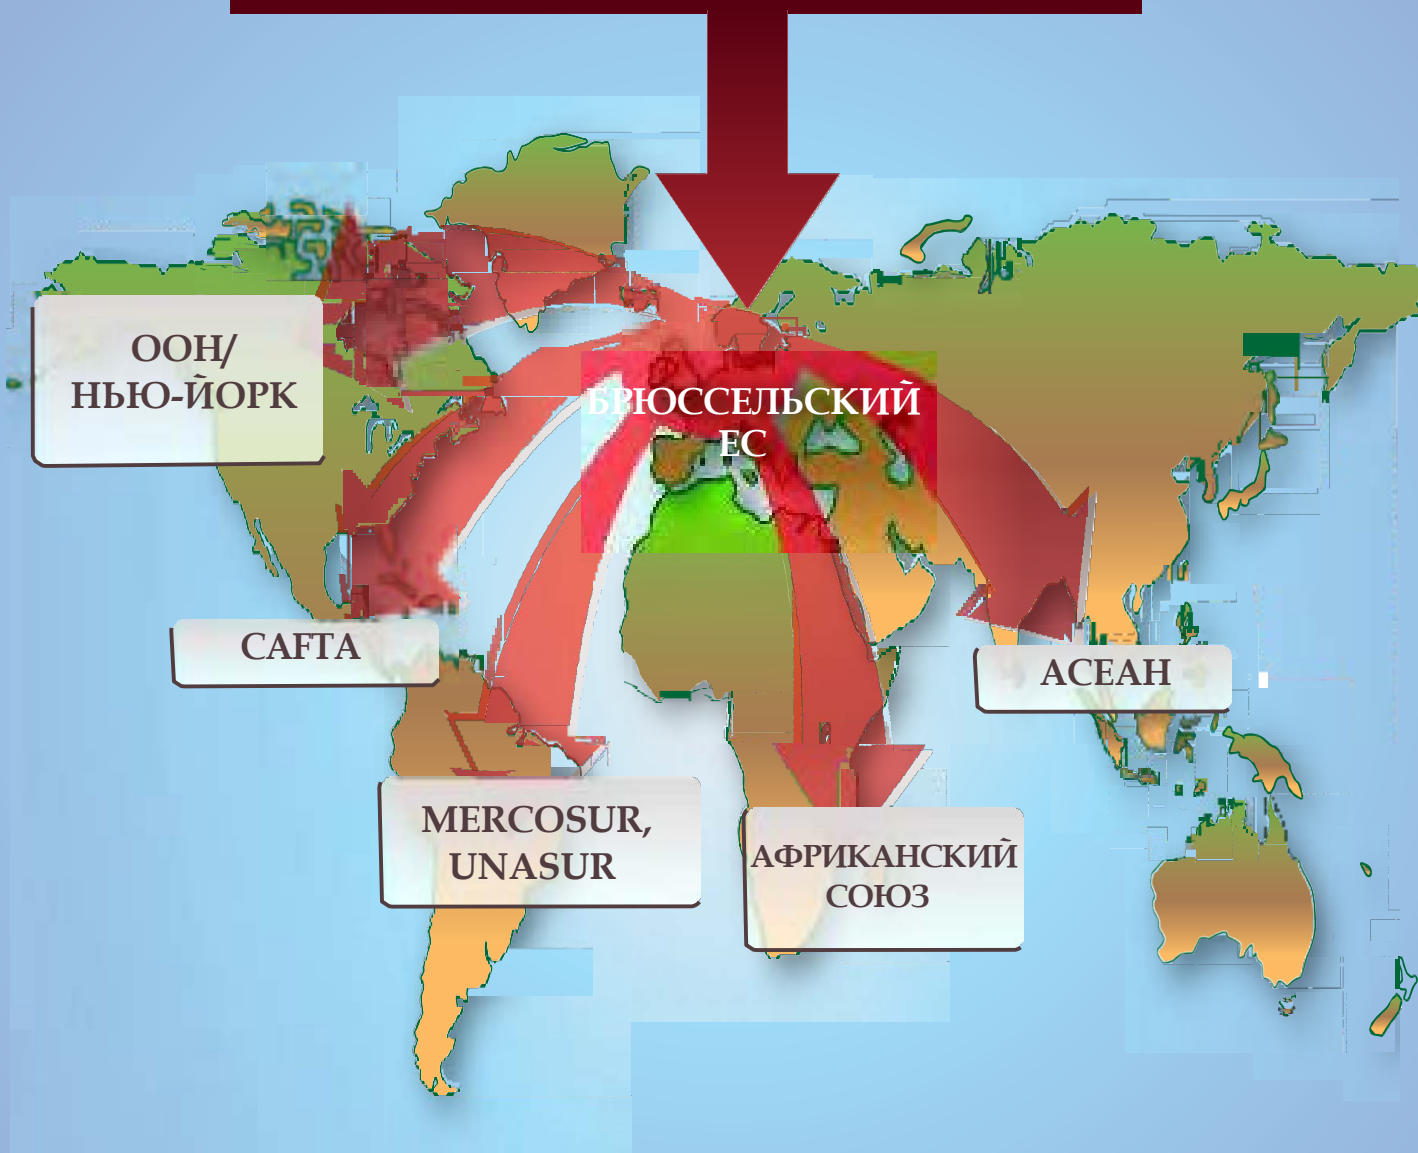 ООН/
НЬЮ-ЙОРК
БРЮССЕЛЬСКИЙ
ЕС
CAFTA
АСЕАН
MERCOSUR,
UNASUR
АФРИКАНСКИЙ
СОЮЗ